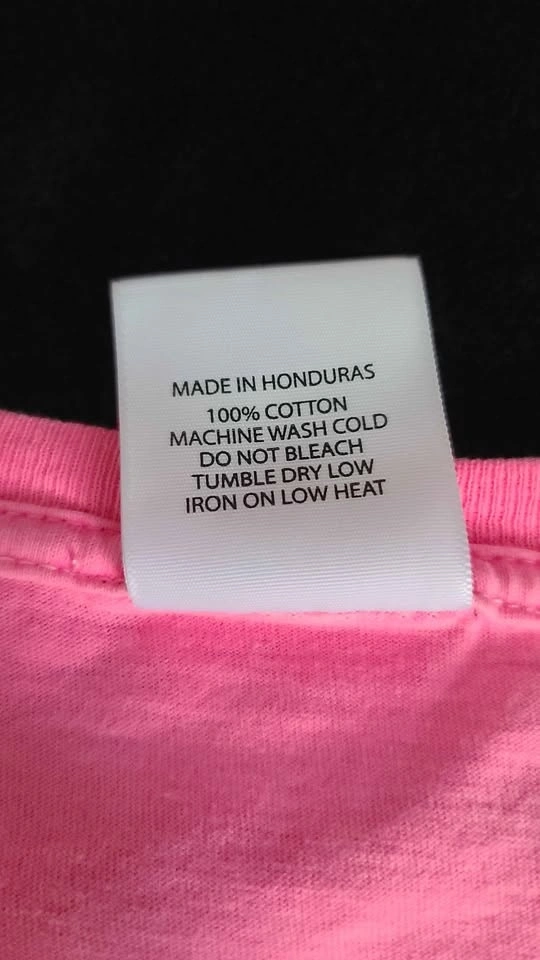 MADE IN HONDURAS
100% COTTON
MACHINE WASH COLD
DO NOT BLEACH
TUMBLE DRY LOW
IRON ON LOW HEAT